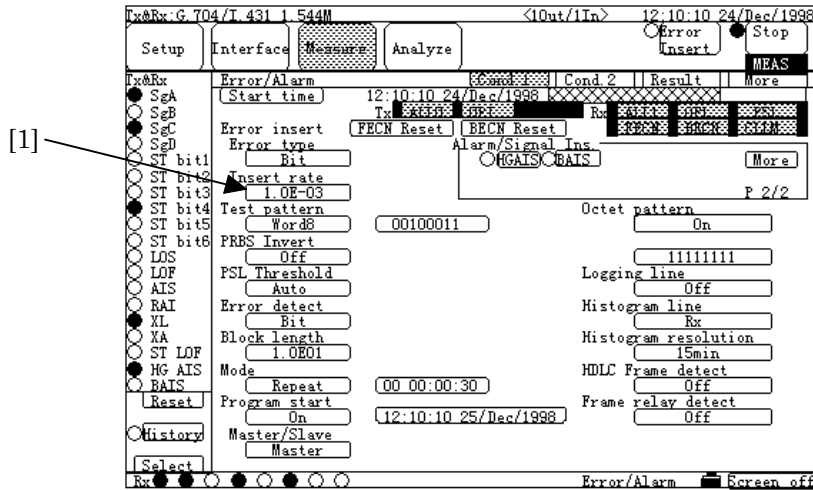 Tx&Rx:G.704/I.431 1.544M <1Out/1In> 12:10:10 24/Dec/1998
Setup Interface Measure Analyze Error Insert Stop
MEAS
Tx&Rx Error/Alarm Cond.1 Cond.2 Result More
SgA Start time 12:10:10 24/Dec/1998
SgB Tx ALL0 Rx ALL1 PSL
SgC Error insert FECN Reset BECN Reset FECN BECN CLLM
[1]
SgD Error type Alarm/Signal Ins.
ST bit1 Bit HGAIS BAIS More
ST bit2 Insert rate
ST bit3 1.0E-03 P 2/2
ST bit4 Test pattern Octet pattern
ST bit5 Word8 00100011 On
ST bit6 PRBS Invert
LOS Off 11111111
LOF PSL Threshold Logging line
AIS Auto Off
RAI Error detect Histogram line
XL Bit Rx
XA Block length Histogram resolution
ST LOF 1.0E01 15min
HG AIS Mode HDLC Frame detect
BAIS Repeat 00 00:00:30 Off
Reset Program start Frame relay detect
On 12:10:10 25/Dec/1998 Off
History Master/Slave
Master
Select
Rx Error/Alarm Screen off